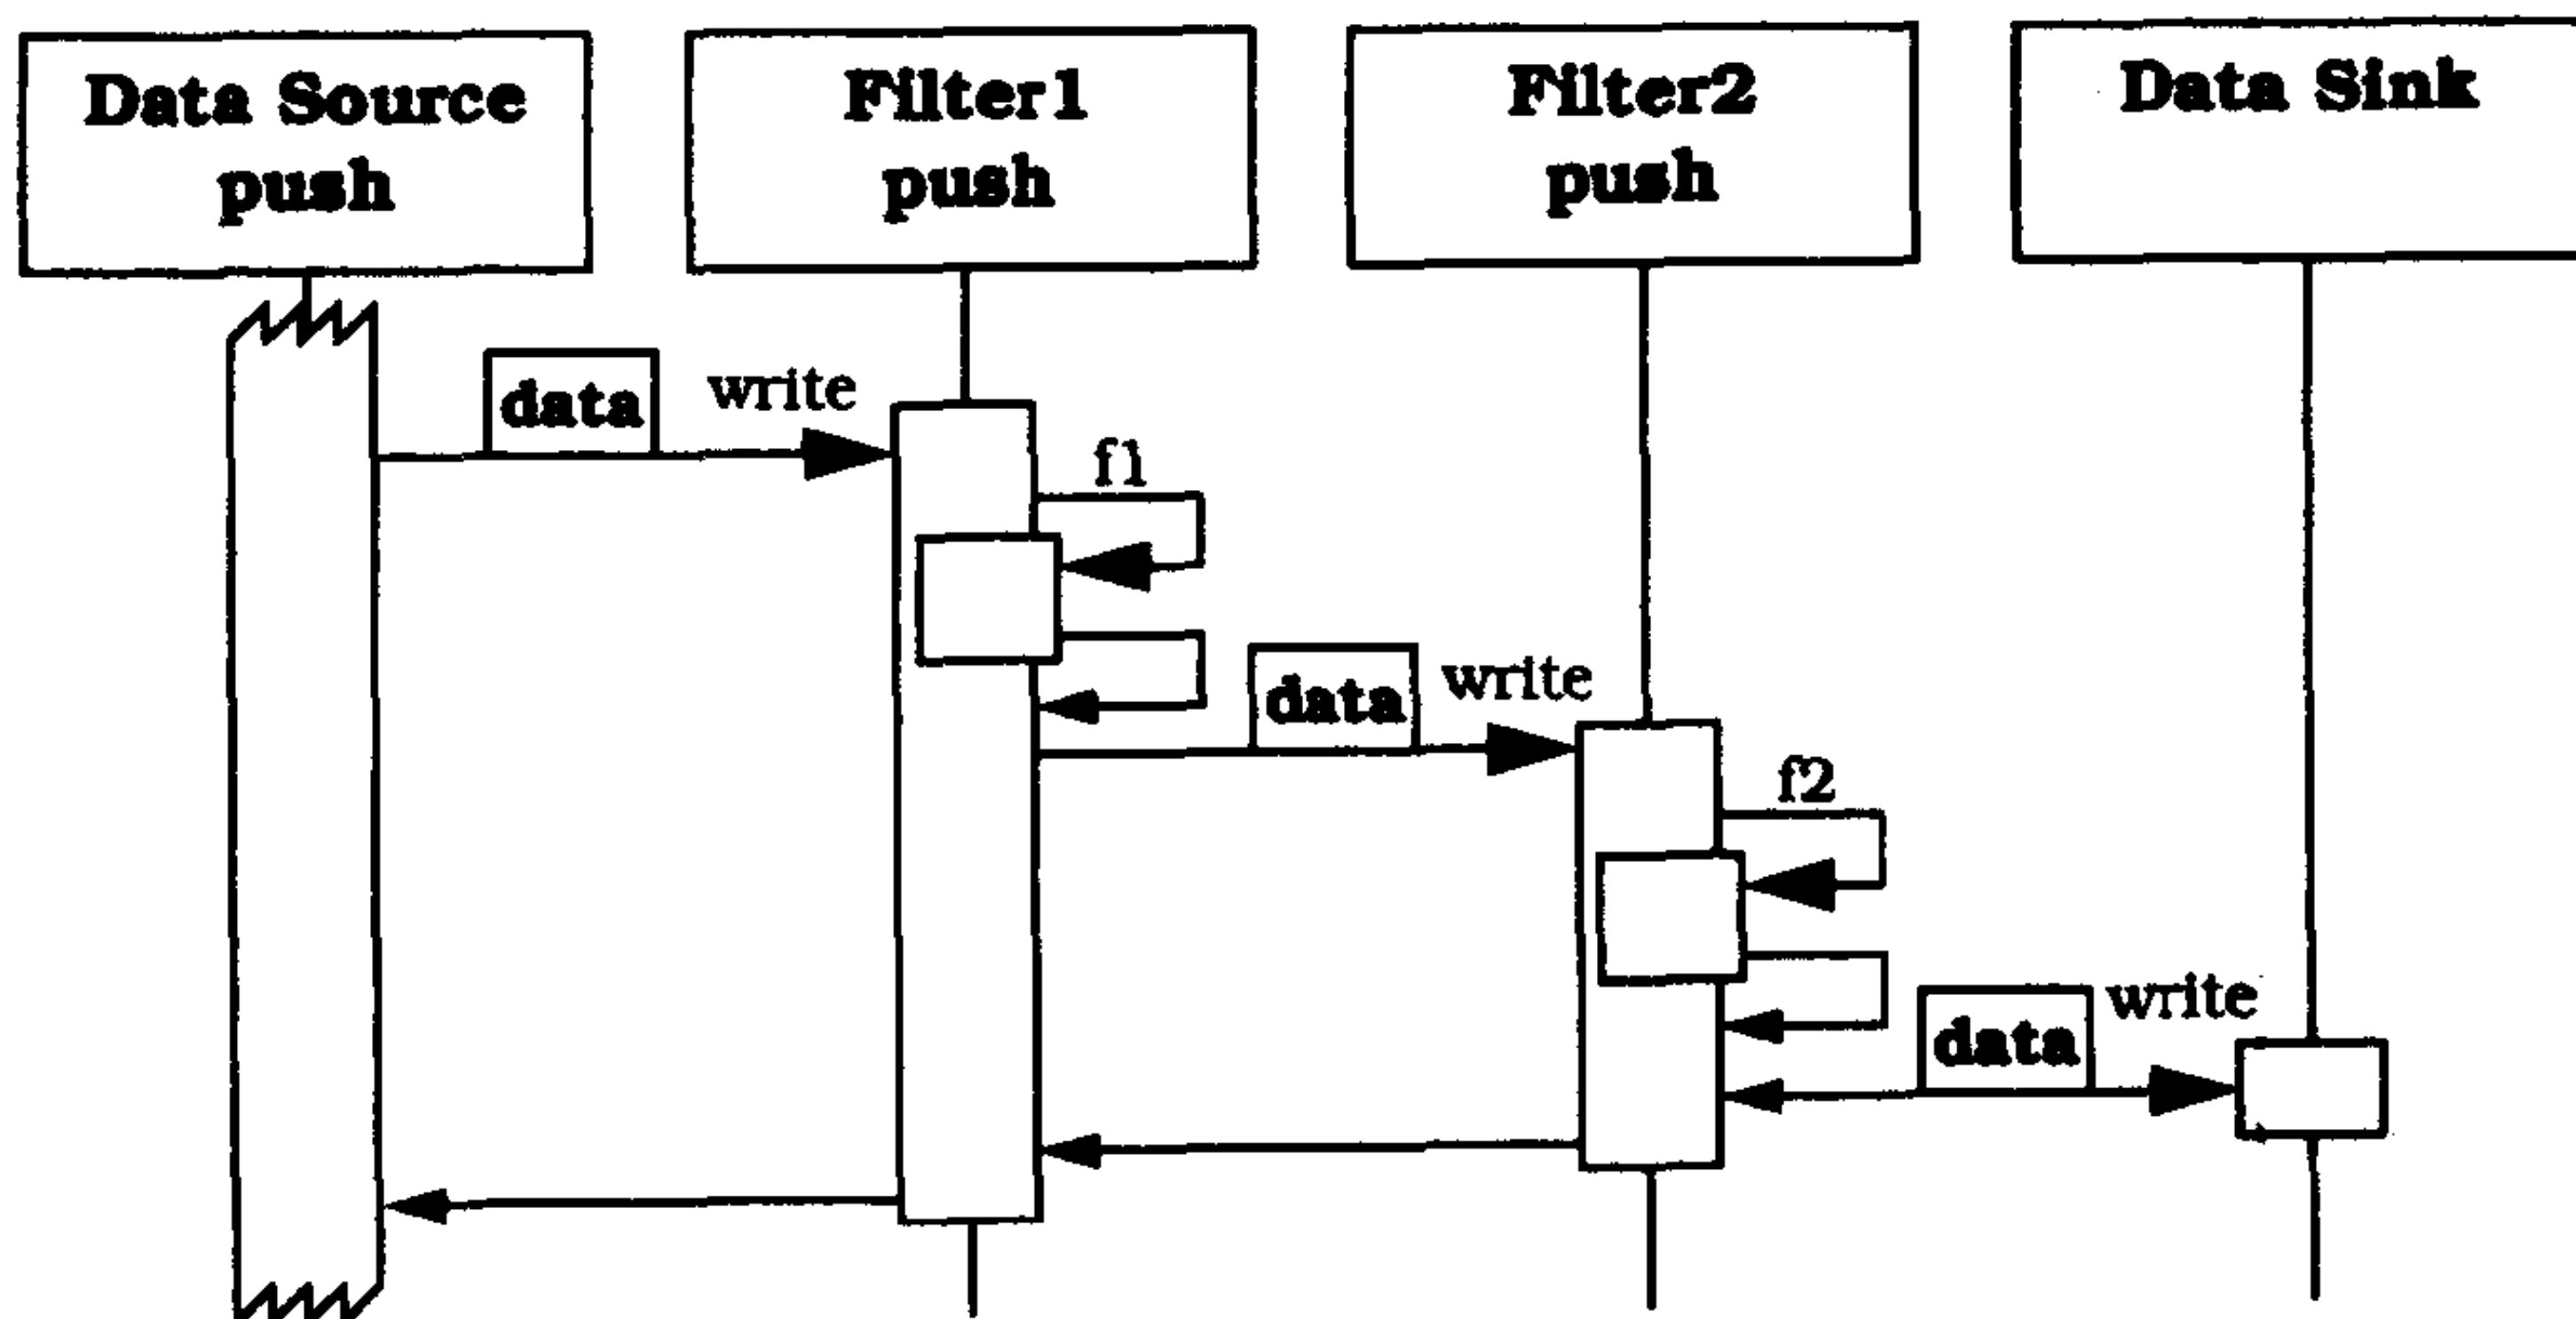 Data Source
push
Filter1
push
Filter2
push
Data Sink
data
write
f1
data
write
f2
data
write